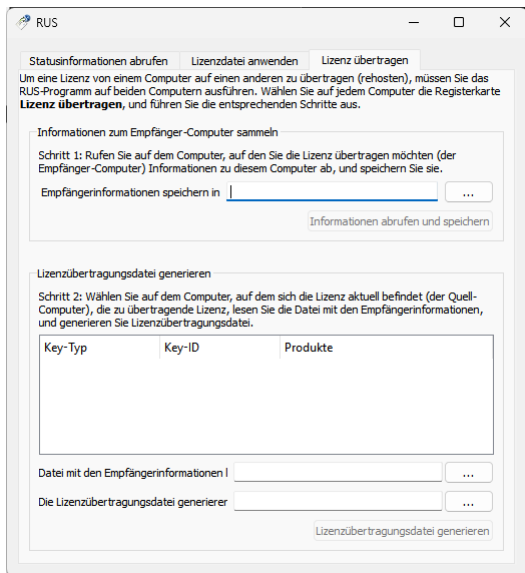 RUS
Statusinformationen abrufen
Lizenzdatei anwenden
Lizenz übertragen
Um eine Lizenz von einem Computer auf einen anderen zu übertragen (rehosten), müssen Sie das
RUS-Programm auf beiden Computern ausführen. Wählen Sie auf jedem Computer die Registerkarte
Lizenz übertragen, und führen Sie die entsprechenden Schritte aus.
Informationen zum Empfänger-Computer sammeln
Schritt 1: Rufen Sie auf dem Computer, auf den Sie die Lizenz übertragen möchten (der
Empfänger-Computer) Informationen zu diesem Computer ab, und speichern Sie sie.
Empfängerinformationen speichern in
...
Informationen abrufen und speichern
Lizenzübertragungsdatei generieren
Schritt 2: Wählen Sie auf dem Computer, auf dem sich die Lizenz aktuell befindet (der Quell-
Computer), die zu übertragende Lizenz, lesen Sie die Datei mit den Empfängerinformationen,
und generieren Sie Lizenzübertragungsdatei.
Key-Typ Key-ID Produkte
Datei mit den Empfängerinformationen l
...
Die Lizenzübertragungsdatei generierer
...
Lizenzübertragungsdatei generieren